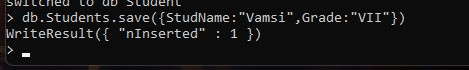 switched to db Student
> db.Students.save({StudName:"Vamsi",Grade:"VII"})
WriteResult({ "nInserted" : 1 })
>